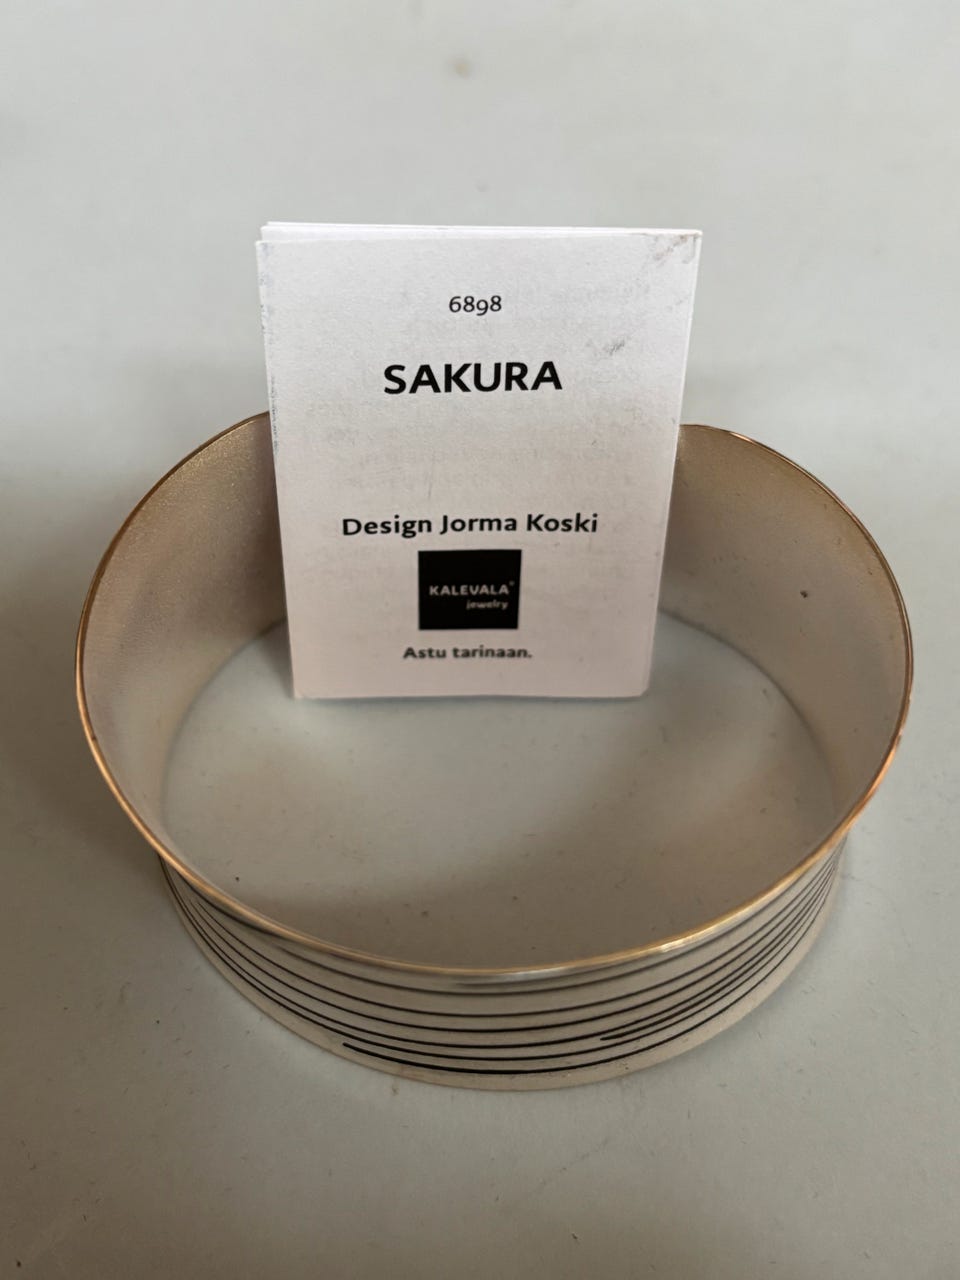 6898
SAKURA
Design Jorma Koski
KALEVALA®
jewelry
Astu tarinaan.